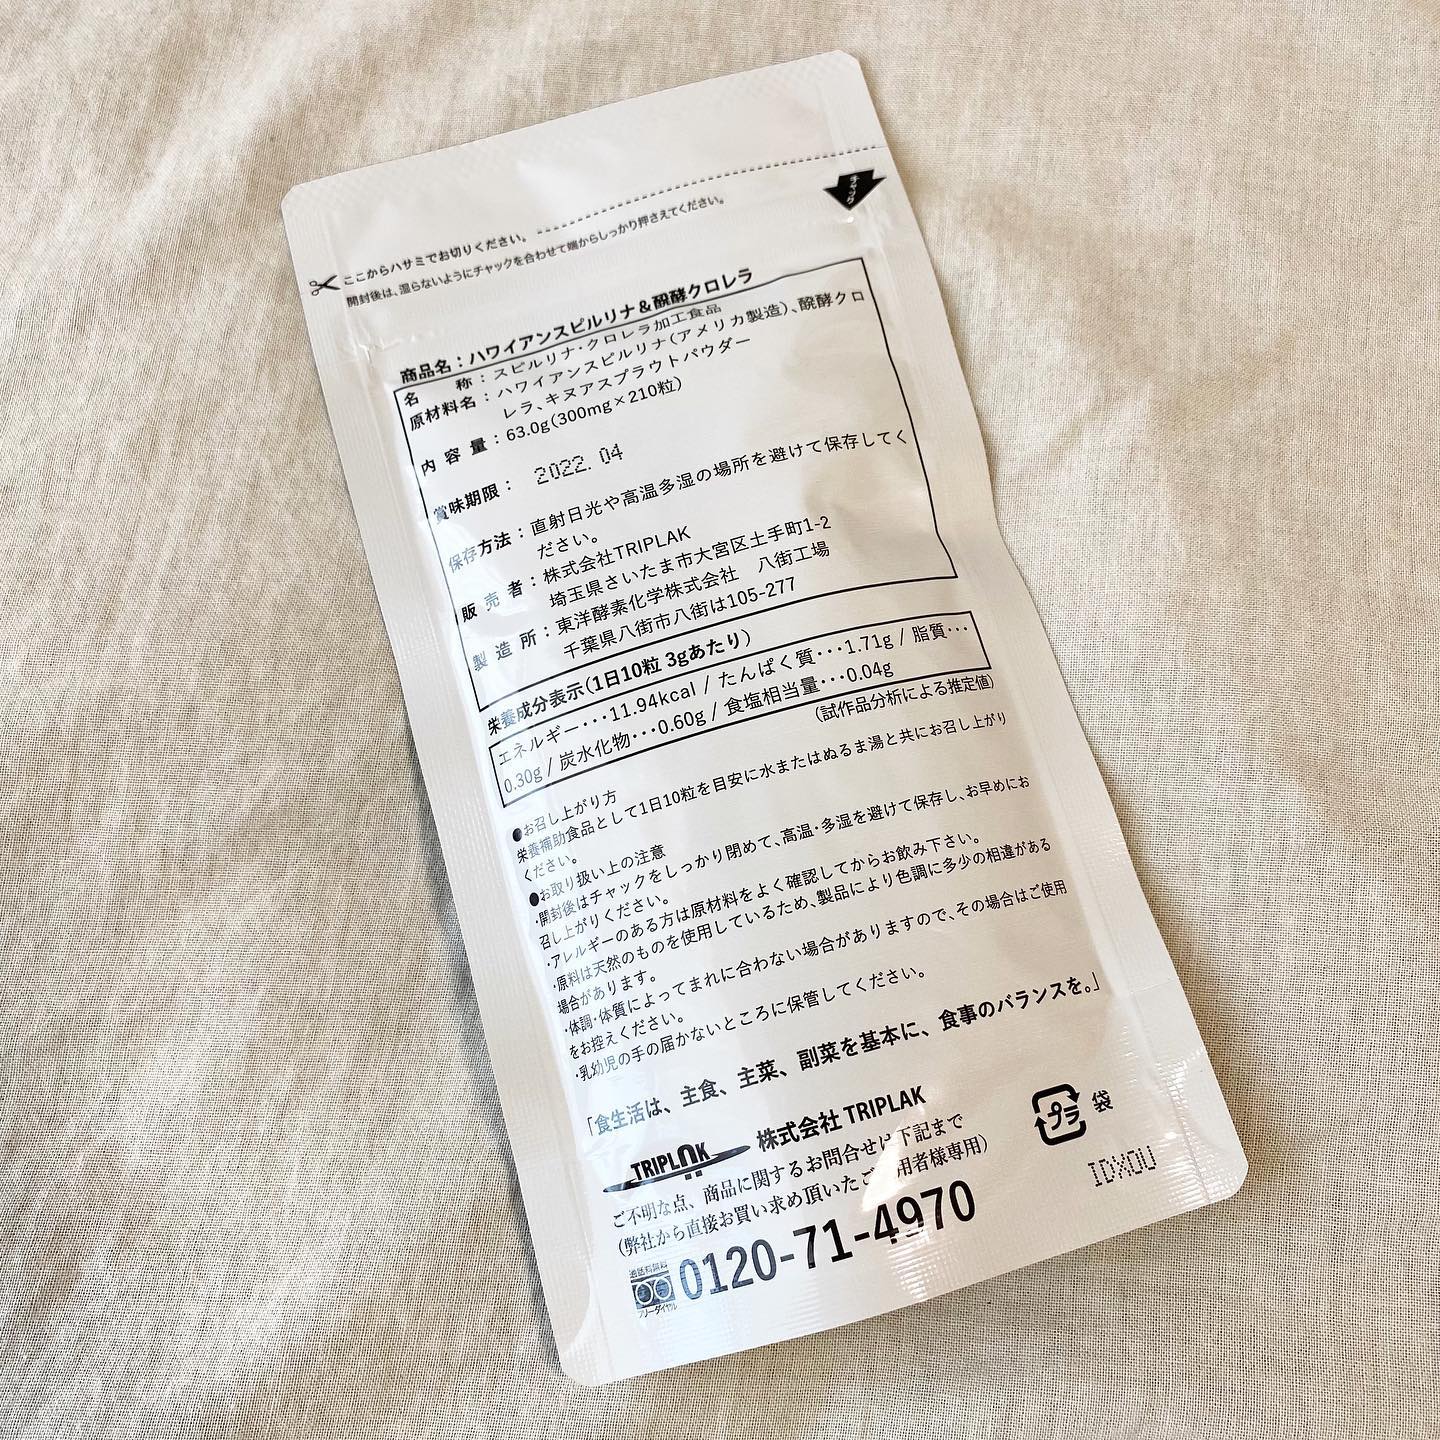 チャック
ここからハサミでお切りください。
開封後は、湿らないようにチャックを合わせて端からしっかり押さえてください。
商品名：ハワイアンスピルリナ＆醗酵クロレラ
名称：スピルリナ・クロレラ加工食品
原材料名：ハワイアンスピルリナ（アメリカ製造）、醗酵クロ
レラ、キヌアスプラウトパウダー
内容量：63.0g（300mg×210粒）
賞味期限： 2022.04
保存方法：直射日光や高温多湿の場所を避けて保存してく
ださい。
販売者：株式会社TRIPLAK
埼玉県さいたま市大宮区土手町1-2
製造所：東洋酵素化学株式会社 八街工場
千葉県八街市八街は105-277
栄養成分表示（1日10粒 3gあたり）
エネルギー・・・11.94kcal / たんぱく質・・・1.71g / 脂質・・・
0.30g / 炭水化物・・・0.60g / 食塩相当量・・・0.04g
（試作品分析による推定値）
●お召し上がり方
栄養補助食品として1日10粒を目安に水またはぬるま湯と共にお召し上がり
ください。
●お取り扱い上の注意
・開封後はチャックをしっかり閉めて、高温・多湿を避けて保存し、お早めにお
召し上がりください。
・アレルギーのある方は原材料をよく確認してからお飲み下さい。
・原料は天然のものを使用しているため、製品により色調に多少の相違がある
場合があります。
・体調・体質によってまれに合わない場合がありますので、その場合はご使用
をお控えください。
・乳幼児の手の届かないところに保管してください。
「食生活は、主食、主菜、副菜を基本に、食事のバランスを。」
TRIPLAK 株式会社 TRIPLAK
プラ 袋
ご不明な点、商品に関するお問合せは下記まで
（弊社から直接お買い求め頂いたご利用者様専用）
IDX0U
通話料無料
フリーダイヤル
0120-71-4970